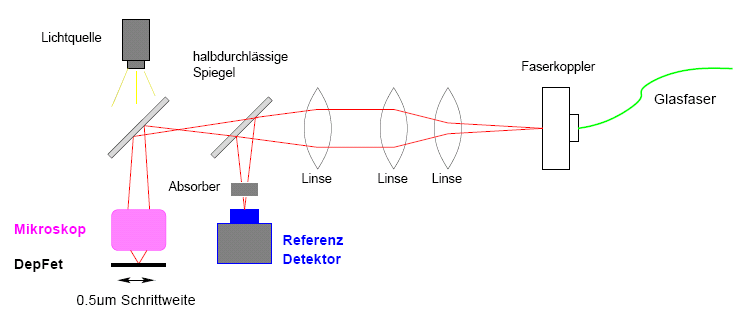 Lichtquelle
halbdurchlässige
Spiegel
Faserkoppler
Glasfaser
Absorber
Linse
Linse
Linse
Mikroskop
Referenz
Detektor
DepFet
0.5um Schrittweite